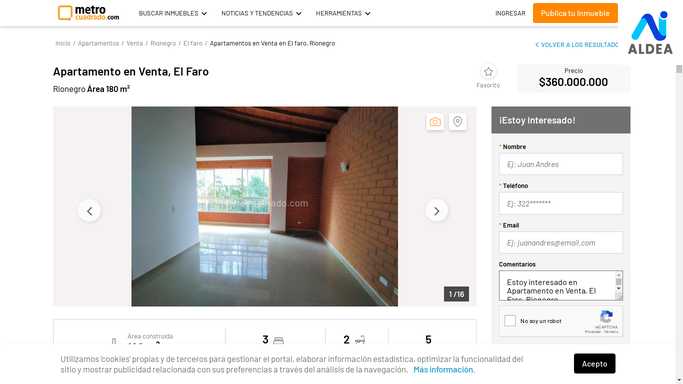 metro
cuadrado.com
BUSCAR INMUEBLES
NOTICIAS Y TENDENCIAS
HERRAMIENTAS
INGRESAR
Publica tu Inmueble
ALDEA
Inicio / Apartamentos / Venta / Rionegro / El faro / Apartamentos en Venta en El faro, Rionegro
VOLVER A LOS RESULTADO
Apartamento en Venta, El Faro
Rionegro Área 180 m²
Favorito
Precio
$360.000.000
¡Estoy Interesado!
* Nombre
Ej: Juan Andres
* Teléfono
Ej: 322*******
* Email
Ej: juanandres@email.com
Comentarios
Estoy interesado en
Apartamento en Venta, El
Faro, Rionegro
1 /16
No soy un robot
reCAPTCHA
Privacidad - Términos
Área construida
3
2
5
Utilizamos 'cookies' propias y de terceros para gestionar el portal, elaborar información estadística, optimizar la funcionalidad del
sitio y mostrar publicidad relacionada con sus preferencias a través del análisis de la navegación. Más información.
Acepto